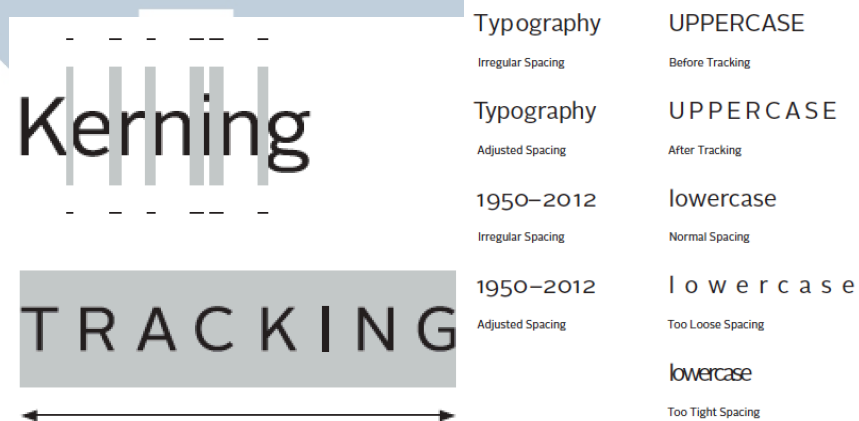 Kerning
TRACKING
Typography
Irregular Spacing
Typography
Adjusted Spacing
1950–2012
Irregular Spacing
1950–2012
Adjusted Spacing
UPPERCASE
Before Tracking
UPPERCASE
After Tracking
lowercase
Normal Spacing
lowercase
Too Loose Spacing
lowercase
Too Tight Spacing